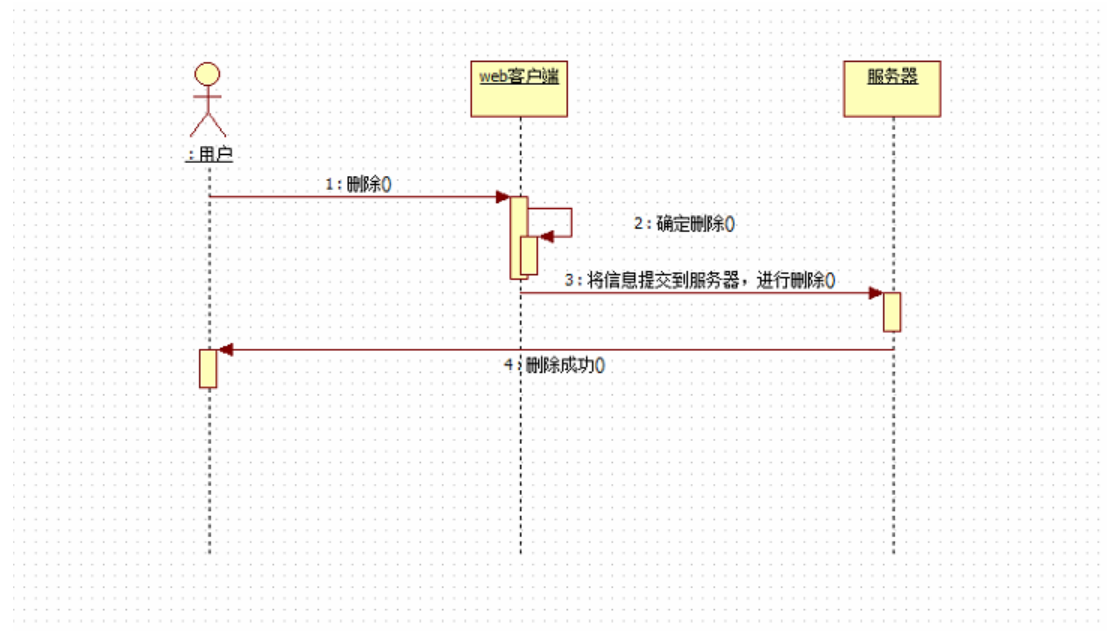 web客户端
服务器
:用户
1:删除()
2:确定删除()
3:将信息提交到服务器，进行删除()
4:删除成功()